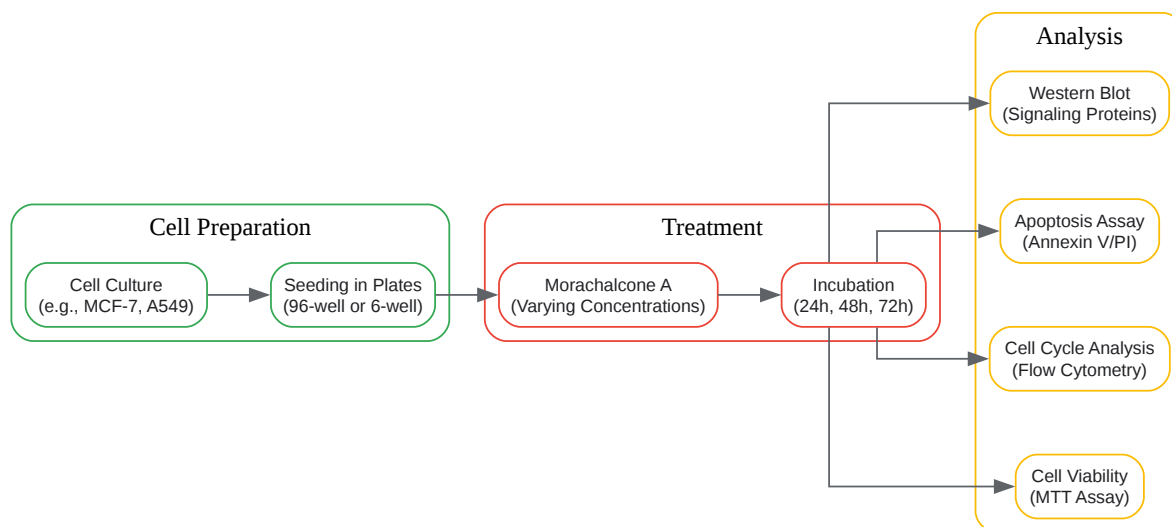 Analysis
Western Blot
(Signaling Proteins)
Cell Preparation
Cell Culture
(e.g., MCF-7, A549)
Seeding in Plates
(96-well or 6-well)
Treatment
Morachalcone A
(Varying Concentrations)
Incubation
(24h, 48h, 72h)
Apoptosis Assay
(Annexin V/PI)
Cell Cycle Analysis
(Flow Cytometry)
Cell Viability
(MTT Assay)